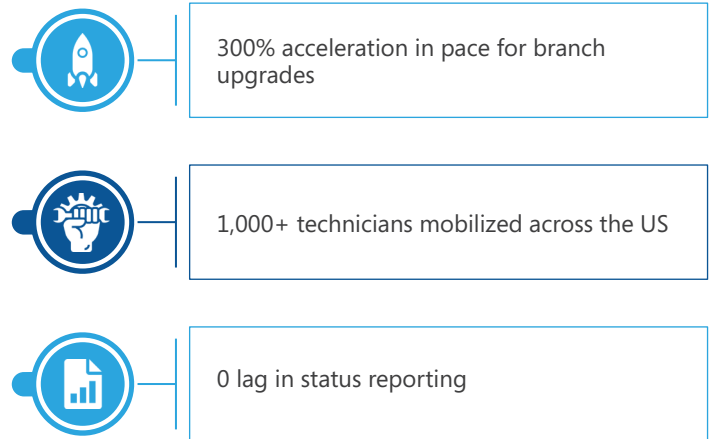 300% acceleration in pace for branch
upgrades
1,000+ technicians mobilized across the US
0 lag in status reporting